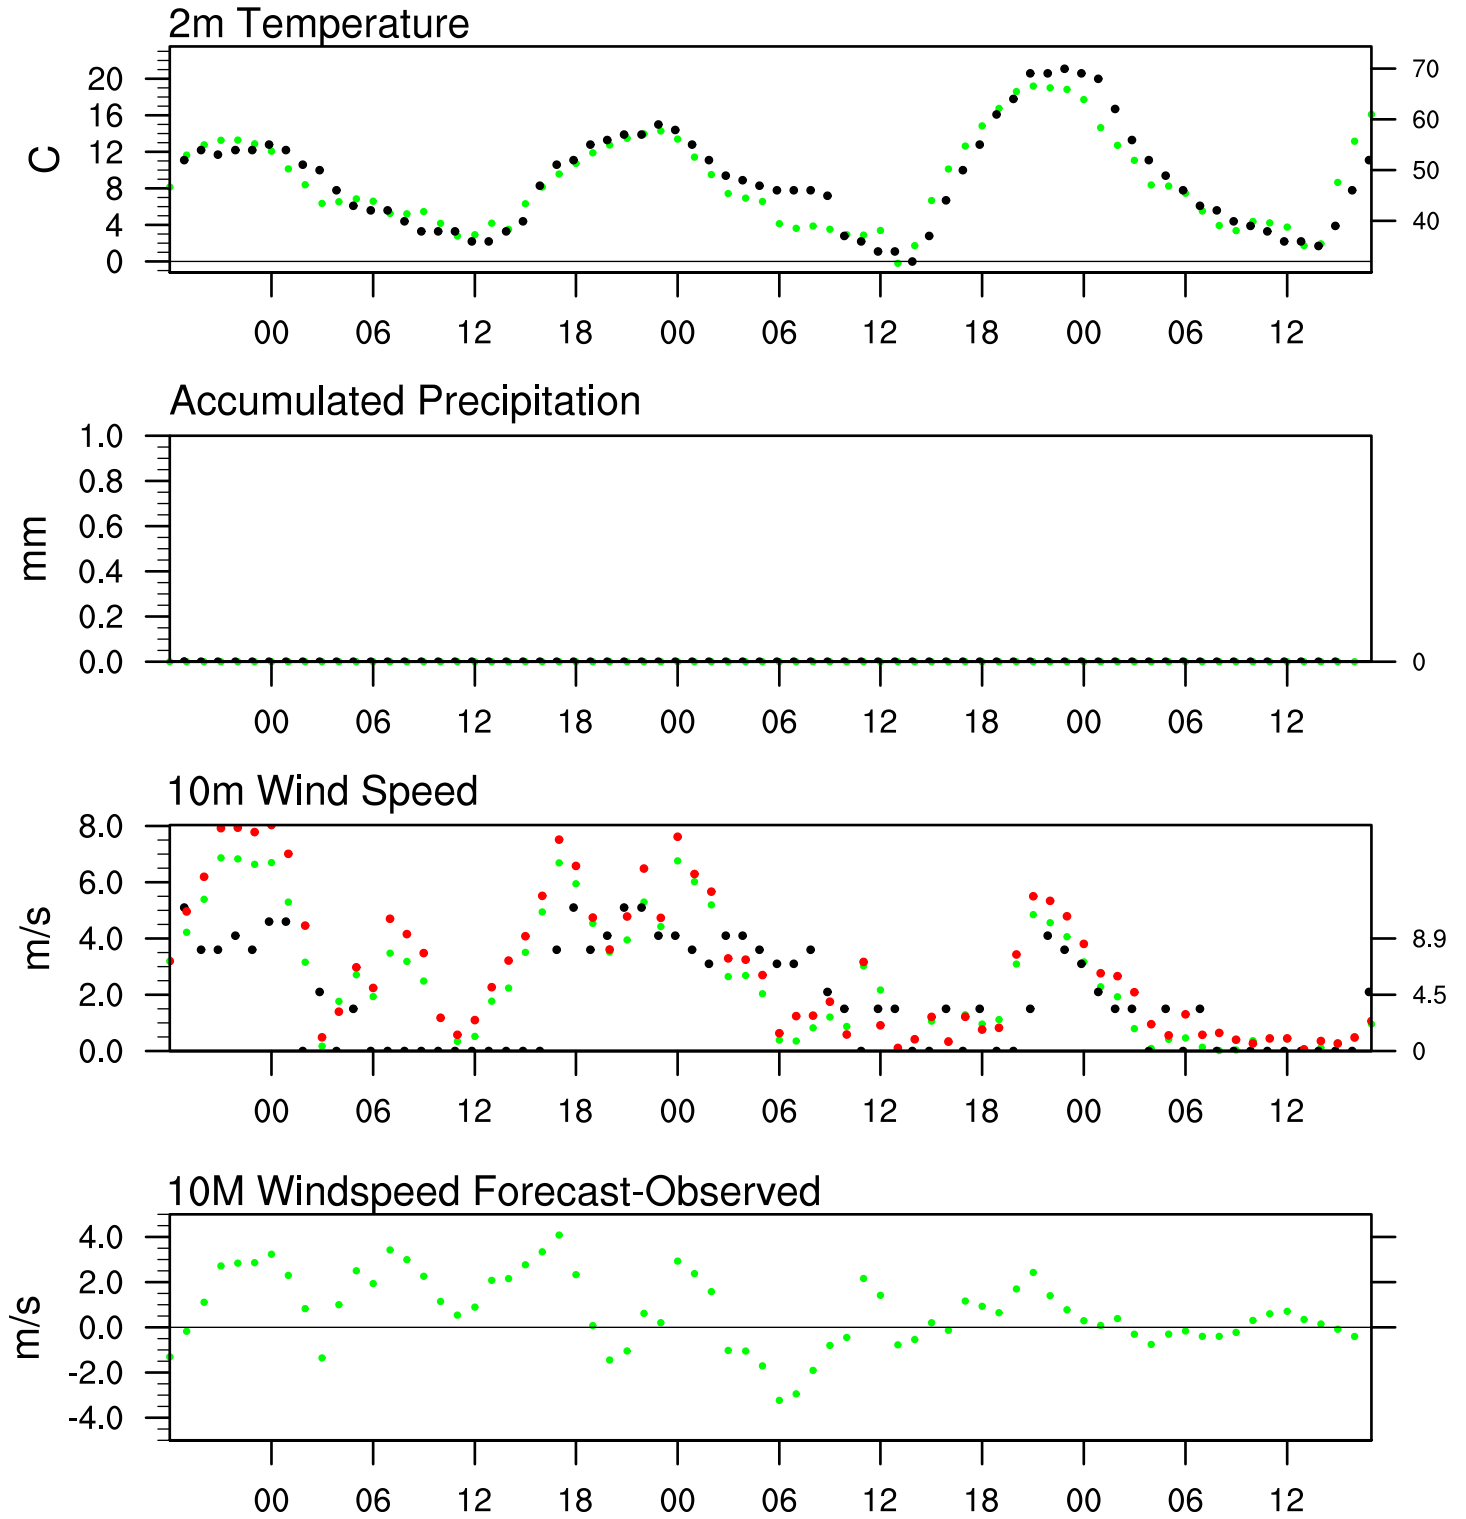 2m Temperature
20
16
12
8
4
0
C
70
60
50
40
00 06 12 18 00 06 12 18 00 06 12
Accumulated Precipitation
1.0
0.8
0.6
0.4
0.2
0.0
mm
0
00 06 12 18 00 06 12 18 00 06 12
10m Wind Speed
8.0
6.0
4.0
2.0
0.0
m/s
8.9
4.5
0
00 06 12 18 00 06 12 18 00 06 12
10M Windspeed Forecast-Observed
4.0
2.0
0.0
-2.0
-4.0
m/s
00 06 12 18 00 06 12 18 00 06 12